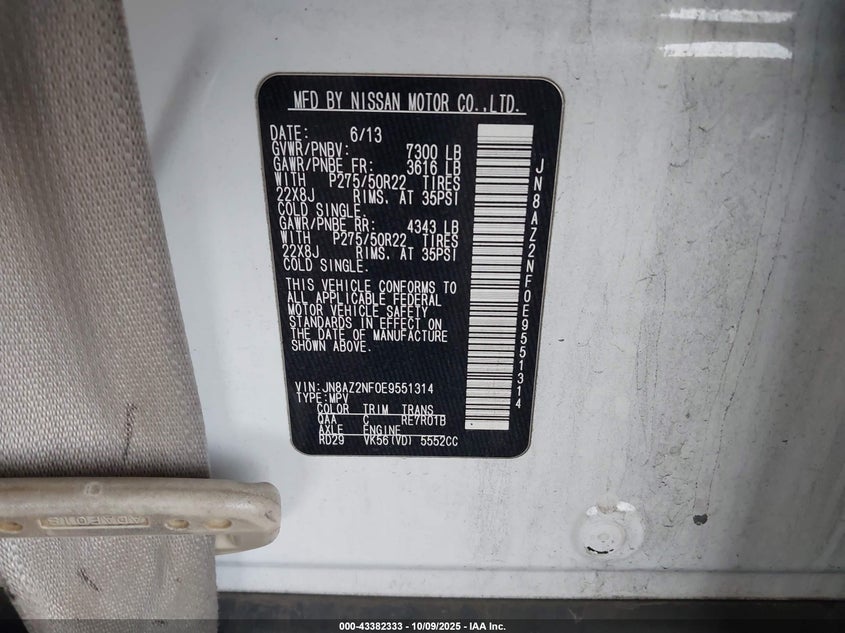 MFD BY NISSAN MOTOR CO.,LTD.
DATE: 6/13
GVWR/PNBV: 7300 LB
GAWR/PNBE FR: 3616 LB
WITH P275/50R22 TIRES
22X8J RIMS. AT 35PSI
COLD SINGLE.
GAWR/PNBE RR: 4343 LB
WITH P275/50R22 TIRES
22X8J RIMS. AT 35PSI
COLD SINGLE.
THIS VEHICLE CONFORMS TO
ALL APPLICABLE FEDERAL
MOTOR VEHICLE SAFETY
STANDARDS IN EFFECT ON
THE DATE OF MANUFACTURE
SHOWN ABOVE.
VIN:JN8AZ2NF0E9551314
TYPE:MPV
COLOR TRIM TRANS
QAA C RE7R01B
AXLE ENGINE
RD29 VK56(VD) 5552CC
JN8AZ2NF0E9551314
000-43382333 - 10/09/2025 - IAA Inc.